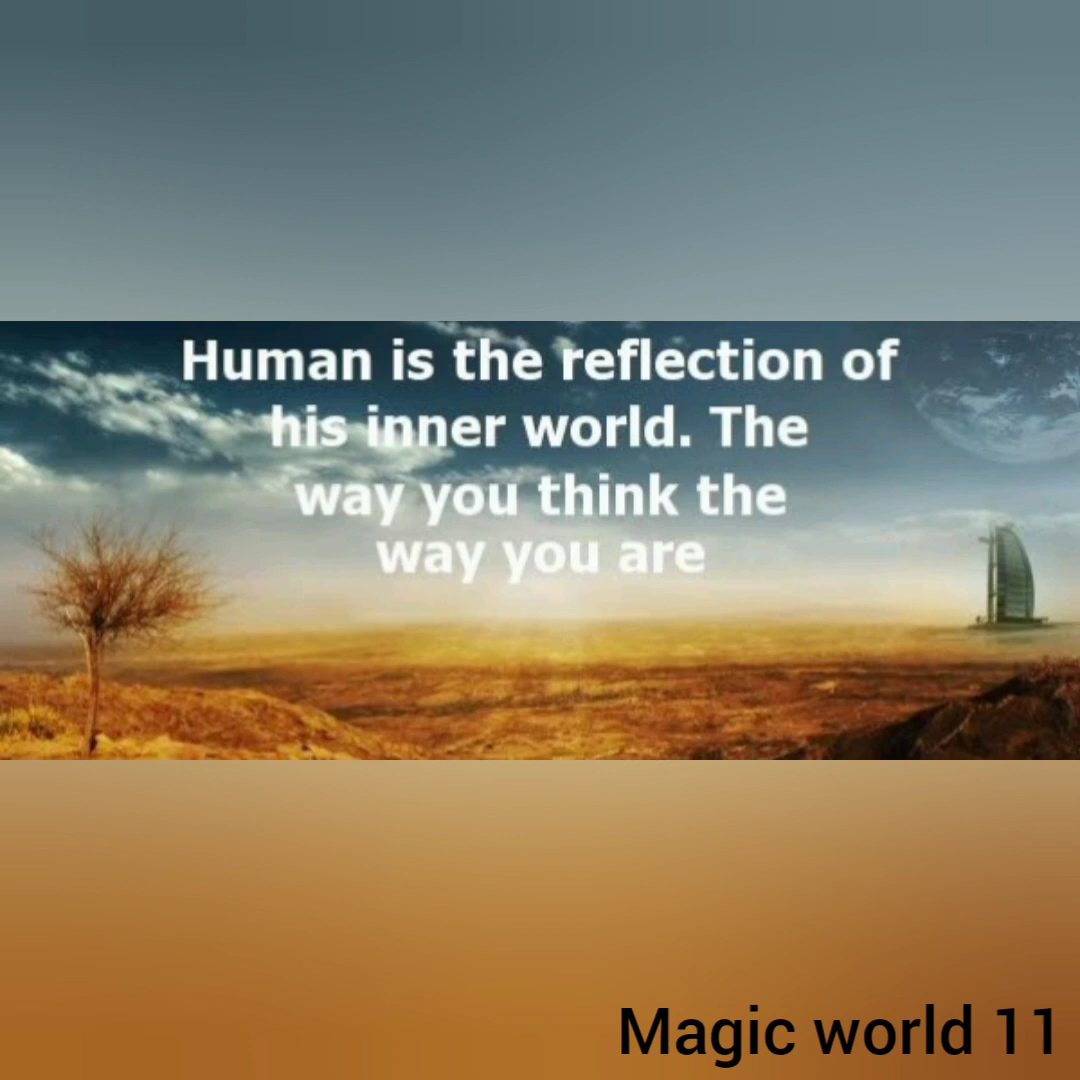 Human is the reflection of
his inner world. The
way you think the
way you are
Magic world 11